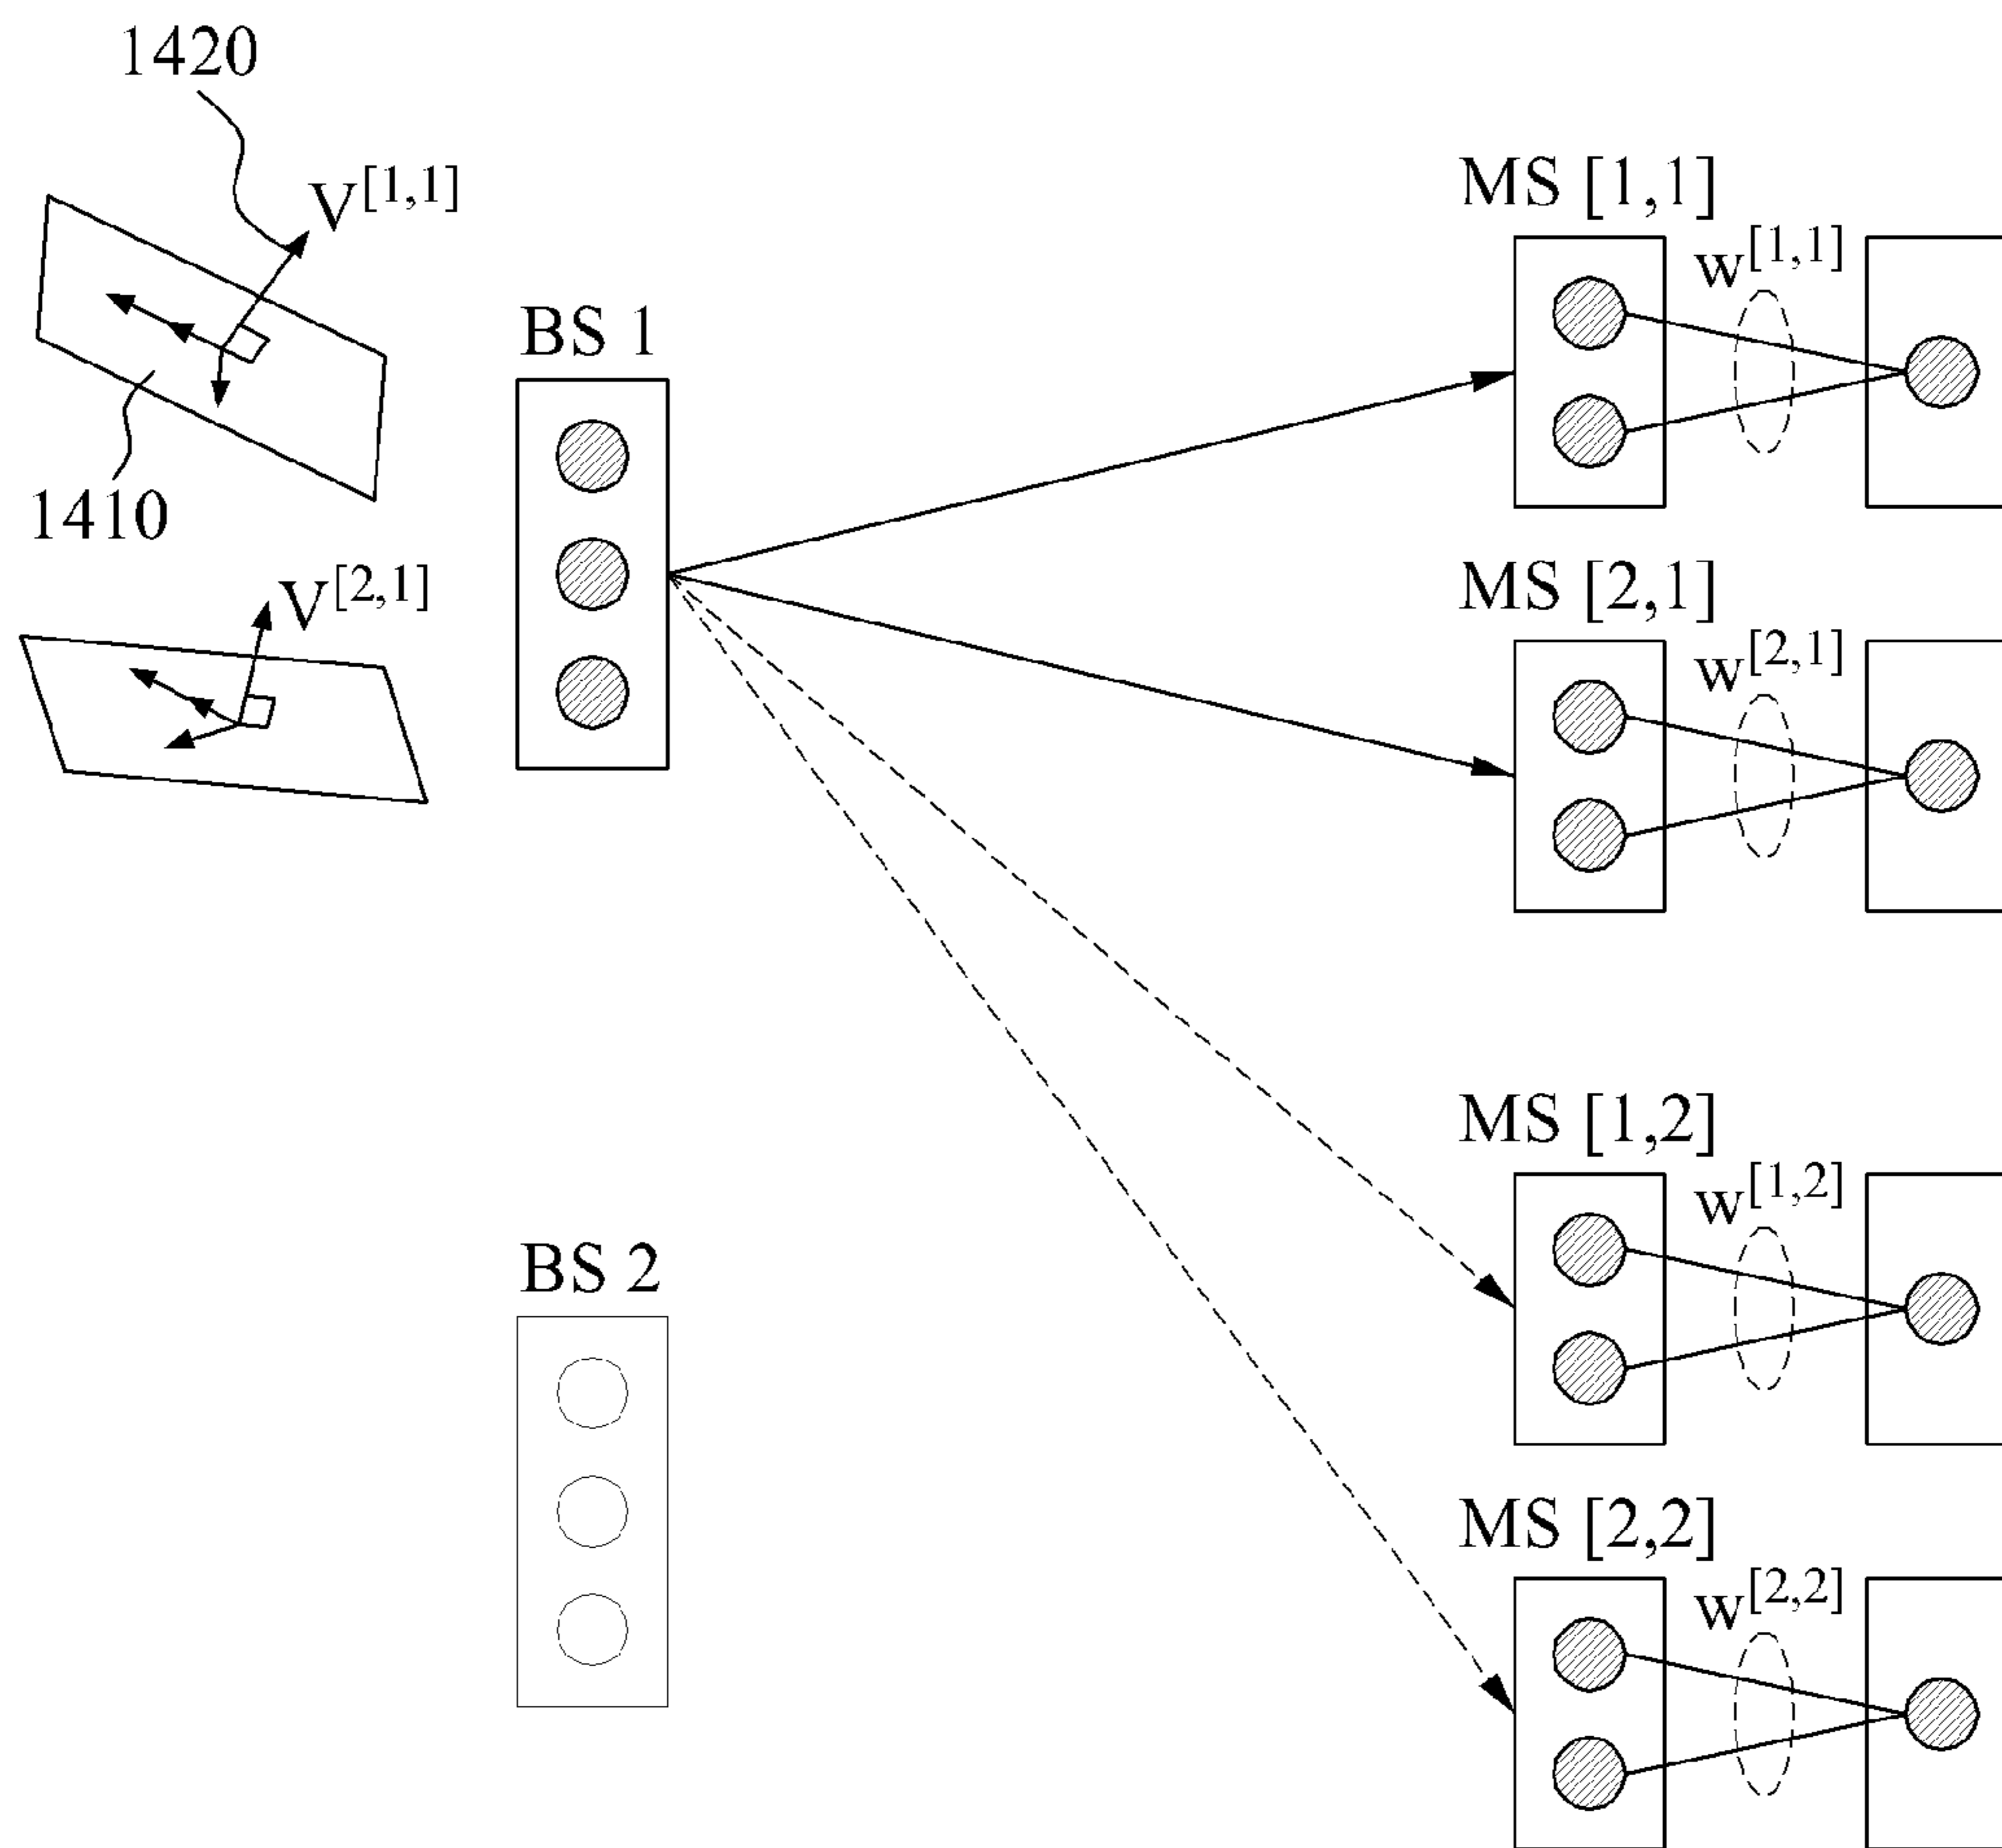 1420
V[1,1]
1410
V[2,1]
BS 1
BS 2
MS [1,1]
w[1,1]
MS [2,1]
w[2,1]
MS [1,2]
w[1,2]
MS [2,2]
w[2,2]